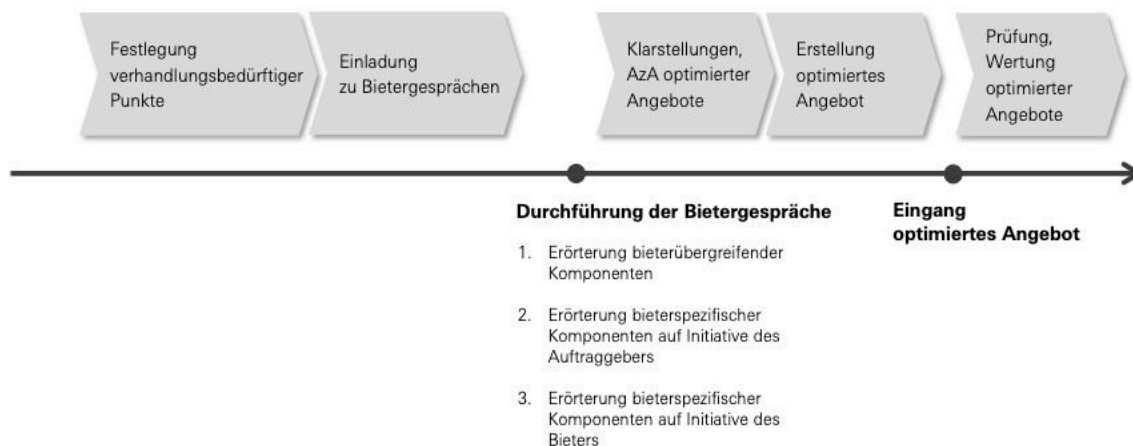 Festlegung
verhandlungsbedürftiger
Punkte
Einladung
zu Bietergesprächen
Klarstellungen,
AzA optimierter
Angebote
Erstellung
optimiertes
Angebot
Prüfung,
Wertung
optimierter
Angebote
Durchführung der Bietergespräche
1. Erörterung bieterübergreifender
Komponenten
2. Erörterung bieterspezifischer
Komponenten auf Initiative des
Auftraggebers
3. Erörterung bieterspezifischer
Komponenten auf Initiative des
Bieters
Eingang
optimiertes Angebot